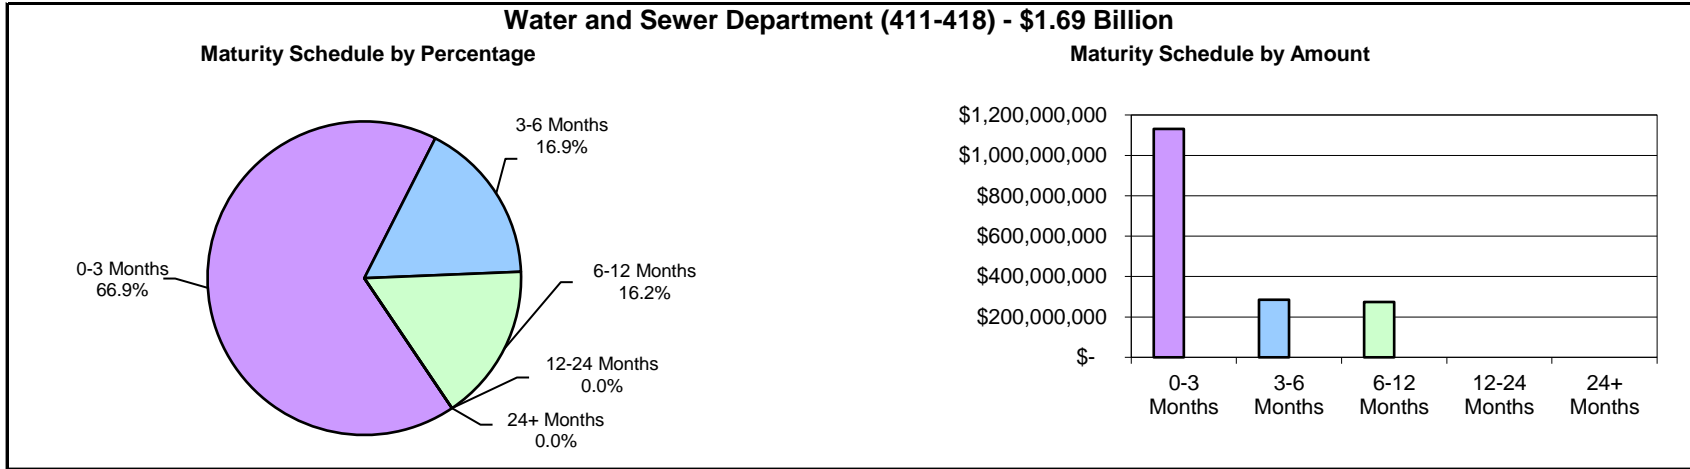 Water and Sewer Department (411-418) - $1.69 Billion
Maturity Schedule by Percentage
3-6 Months
16.9%
0-3 Months
66.9%
6-12 Months
16.2%
12-24 Months
0.0%
24+ Months
0.0%
Maturity Schedule by Amount
$1,200,000,000
$1,000,000,000
$800,000,000
$600,000,000
$400,000,000
$200,000,000
$-
0-3
Months
3-6
Months
6-12
Months
12-24
Months
24+
Months